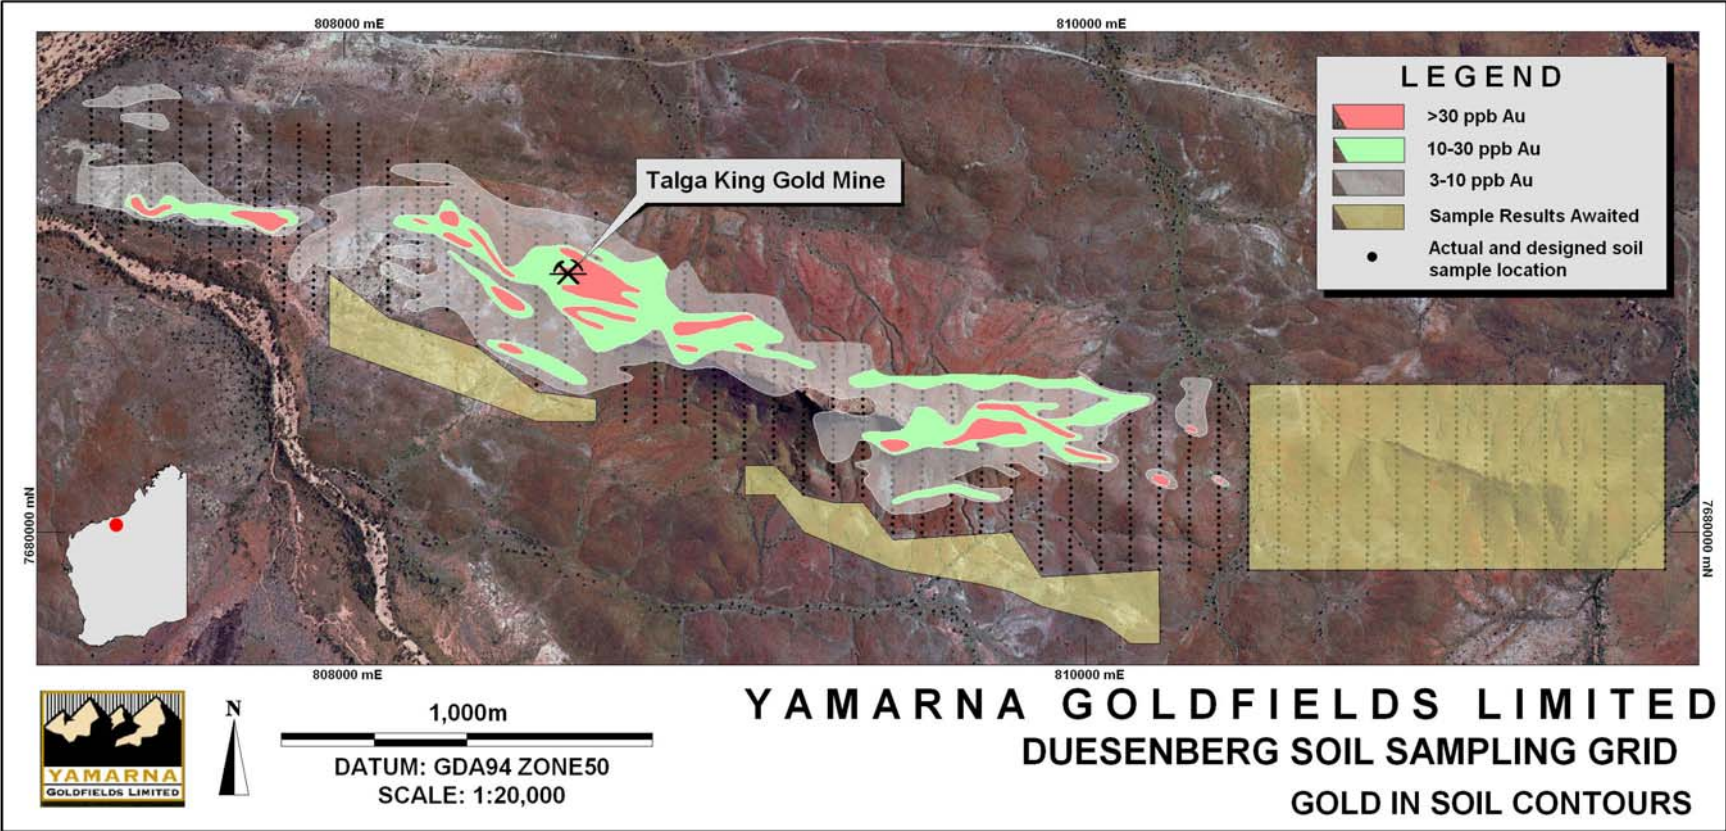 808000 mE
810000 mE
LEGEND
>30 ppb Au
10-30 ppb Au
3-10 ppb Au
Sample Results Awaited
Actual and designed soil
sample location
Talga King Gold Mine
7680000 mN
7680000 mN
808000 mE
810000 mE
YAMARNA
GOLDFIELDS LIMITED
N
1,000m
DATUM: GDA94 ZONE50
SCALE: 1:20,000
YAMARNA GOLDFIELDS LIMITED
DUESENBERG SOIL SAMPLING GRID
GOLD IN SOIL CONTOURS